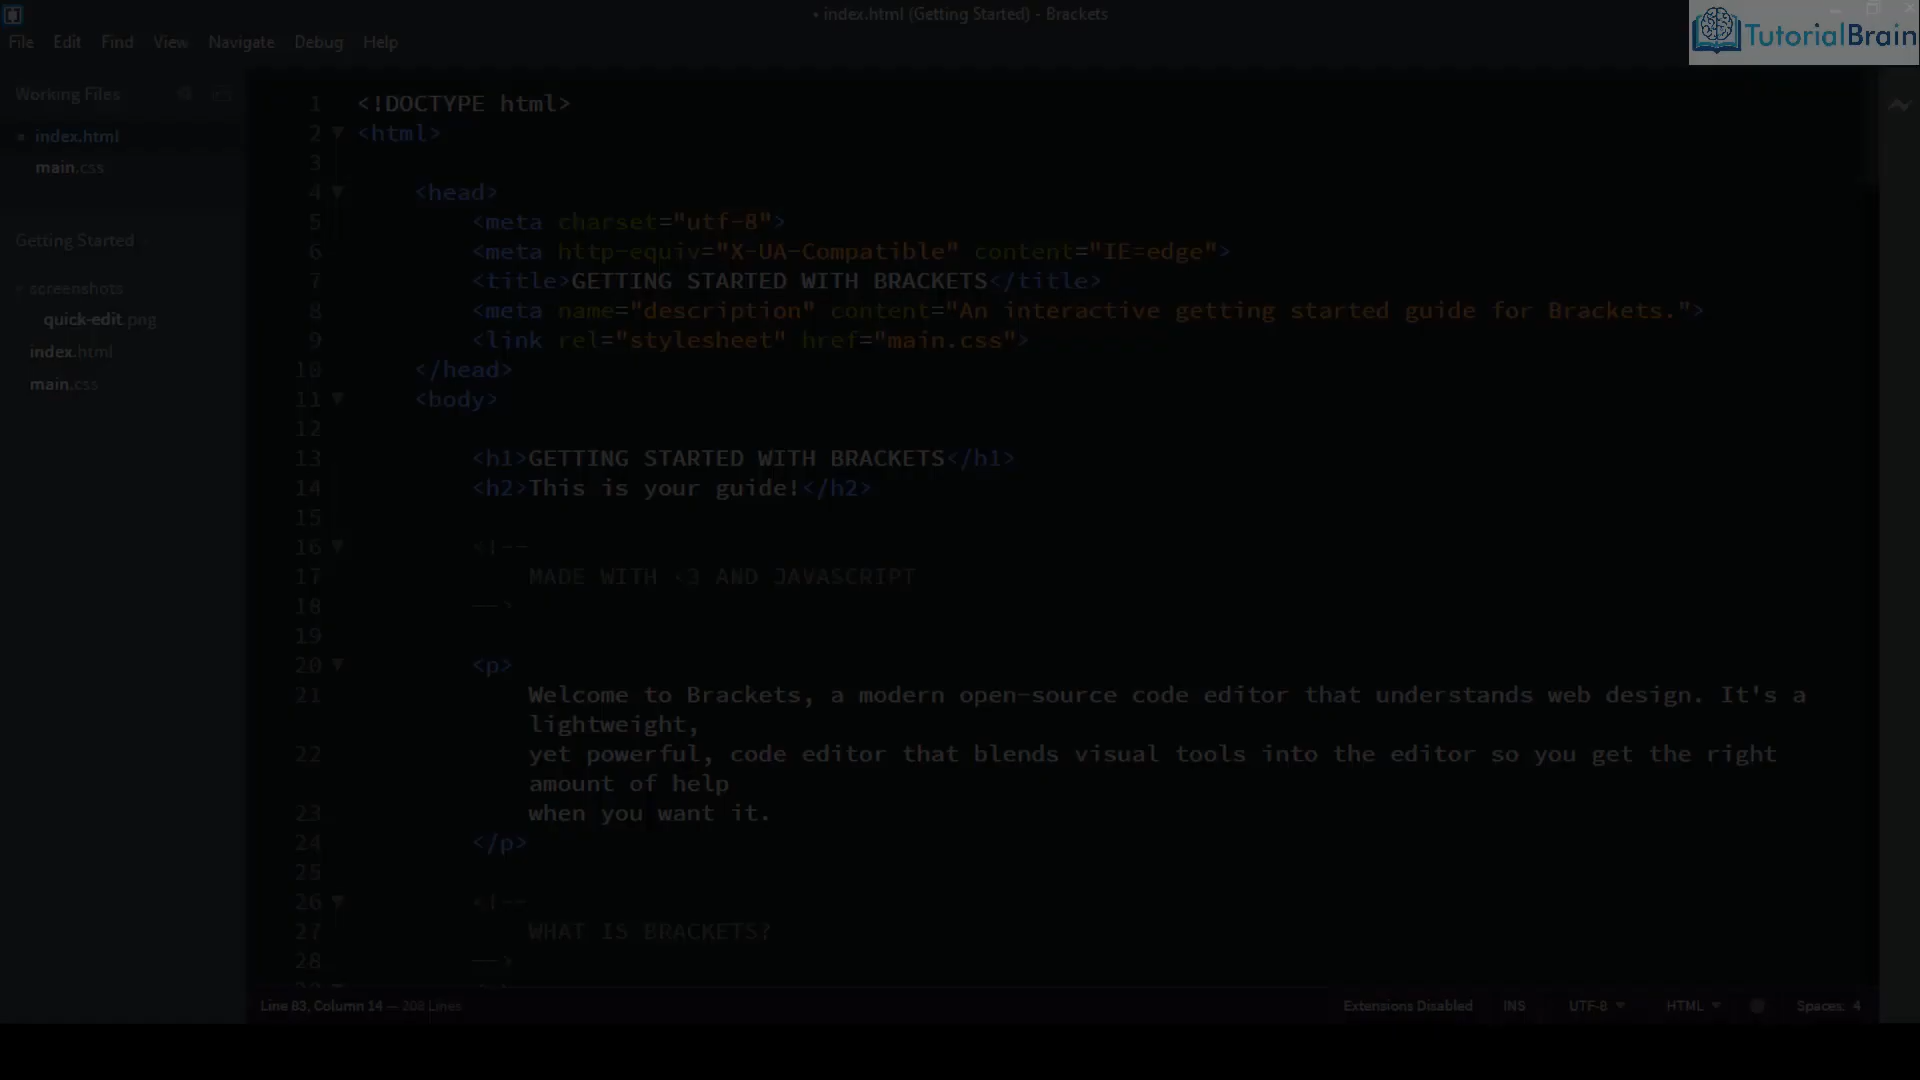 • index.html (Getting Started) - Brackets
TutorialBrain
File Edit Find View Navigate Debug Help
Working Files
• index.html
main.css
Getting Started
screenshots
quick-edit.png
index.html
main.css
1 <!DOCTYPE html>
2 <html>
3
4 <head>
5 <meta charset="utf-8">
6 <meta http-equiv="X-UA-Compatible" content="IE=edge">
7 <title>GETTING STARTED WITH BRACKETS</title>
8 <meta name="description" content="An interactive getting started guide for Brackets.">
9 <link rel="stylesheet" href="main.css">
10 </head>
11 <body>
12
13 <h1>GETTING STARTED WITH BRACKETS</h1>
14 <h2>This is your guide!</h2>
15
16 <!--
17 MADE WITH <3 AND JAVASCRIPT
18 -->
19
20 <p>
21 Welcome to Brackets, a modern open-source code editor that understands web design. It's a
lightweight,
22 yet powerful, code editor that blends visual tools into the editor so you get the right
amount of help
23 when you want it.
24 </p>
25
26 <!--
27 WHAT IS BRACKETS?
28 -->
Line 83, Column 14 — 208 Lines
Extensions Disabled INS UTF-8 HTML Spaces: 4